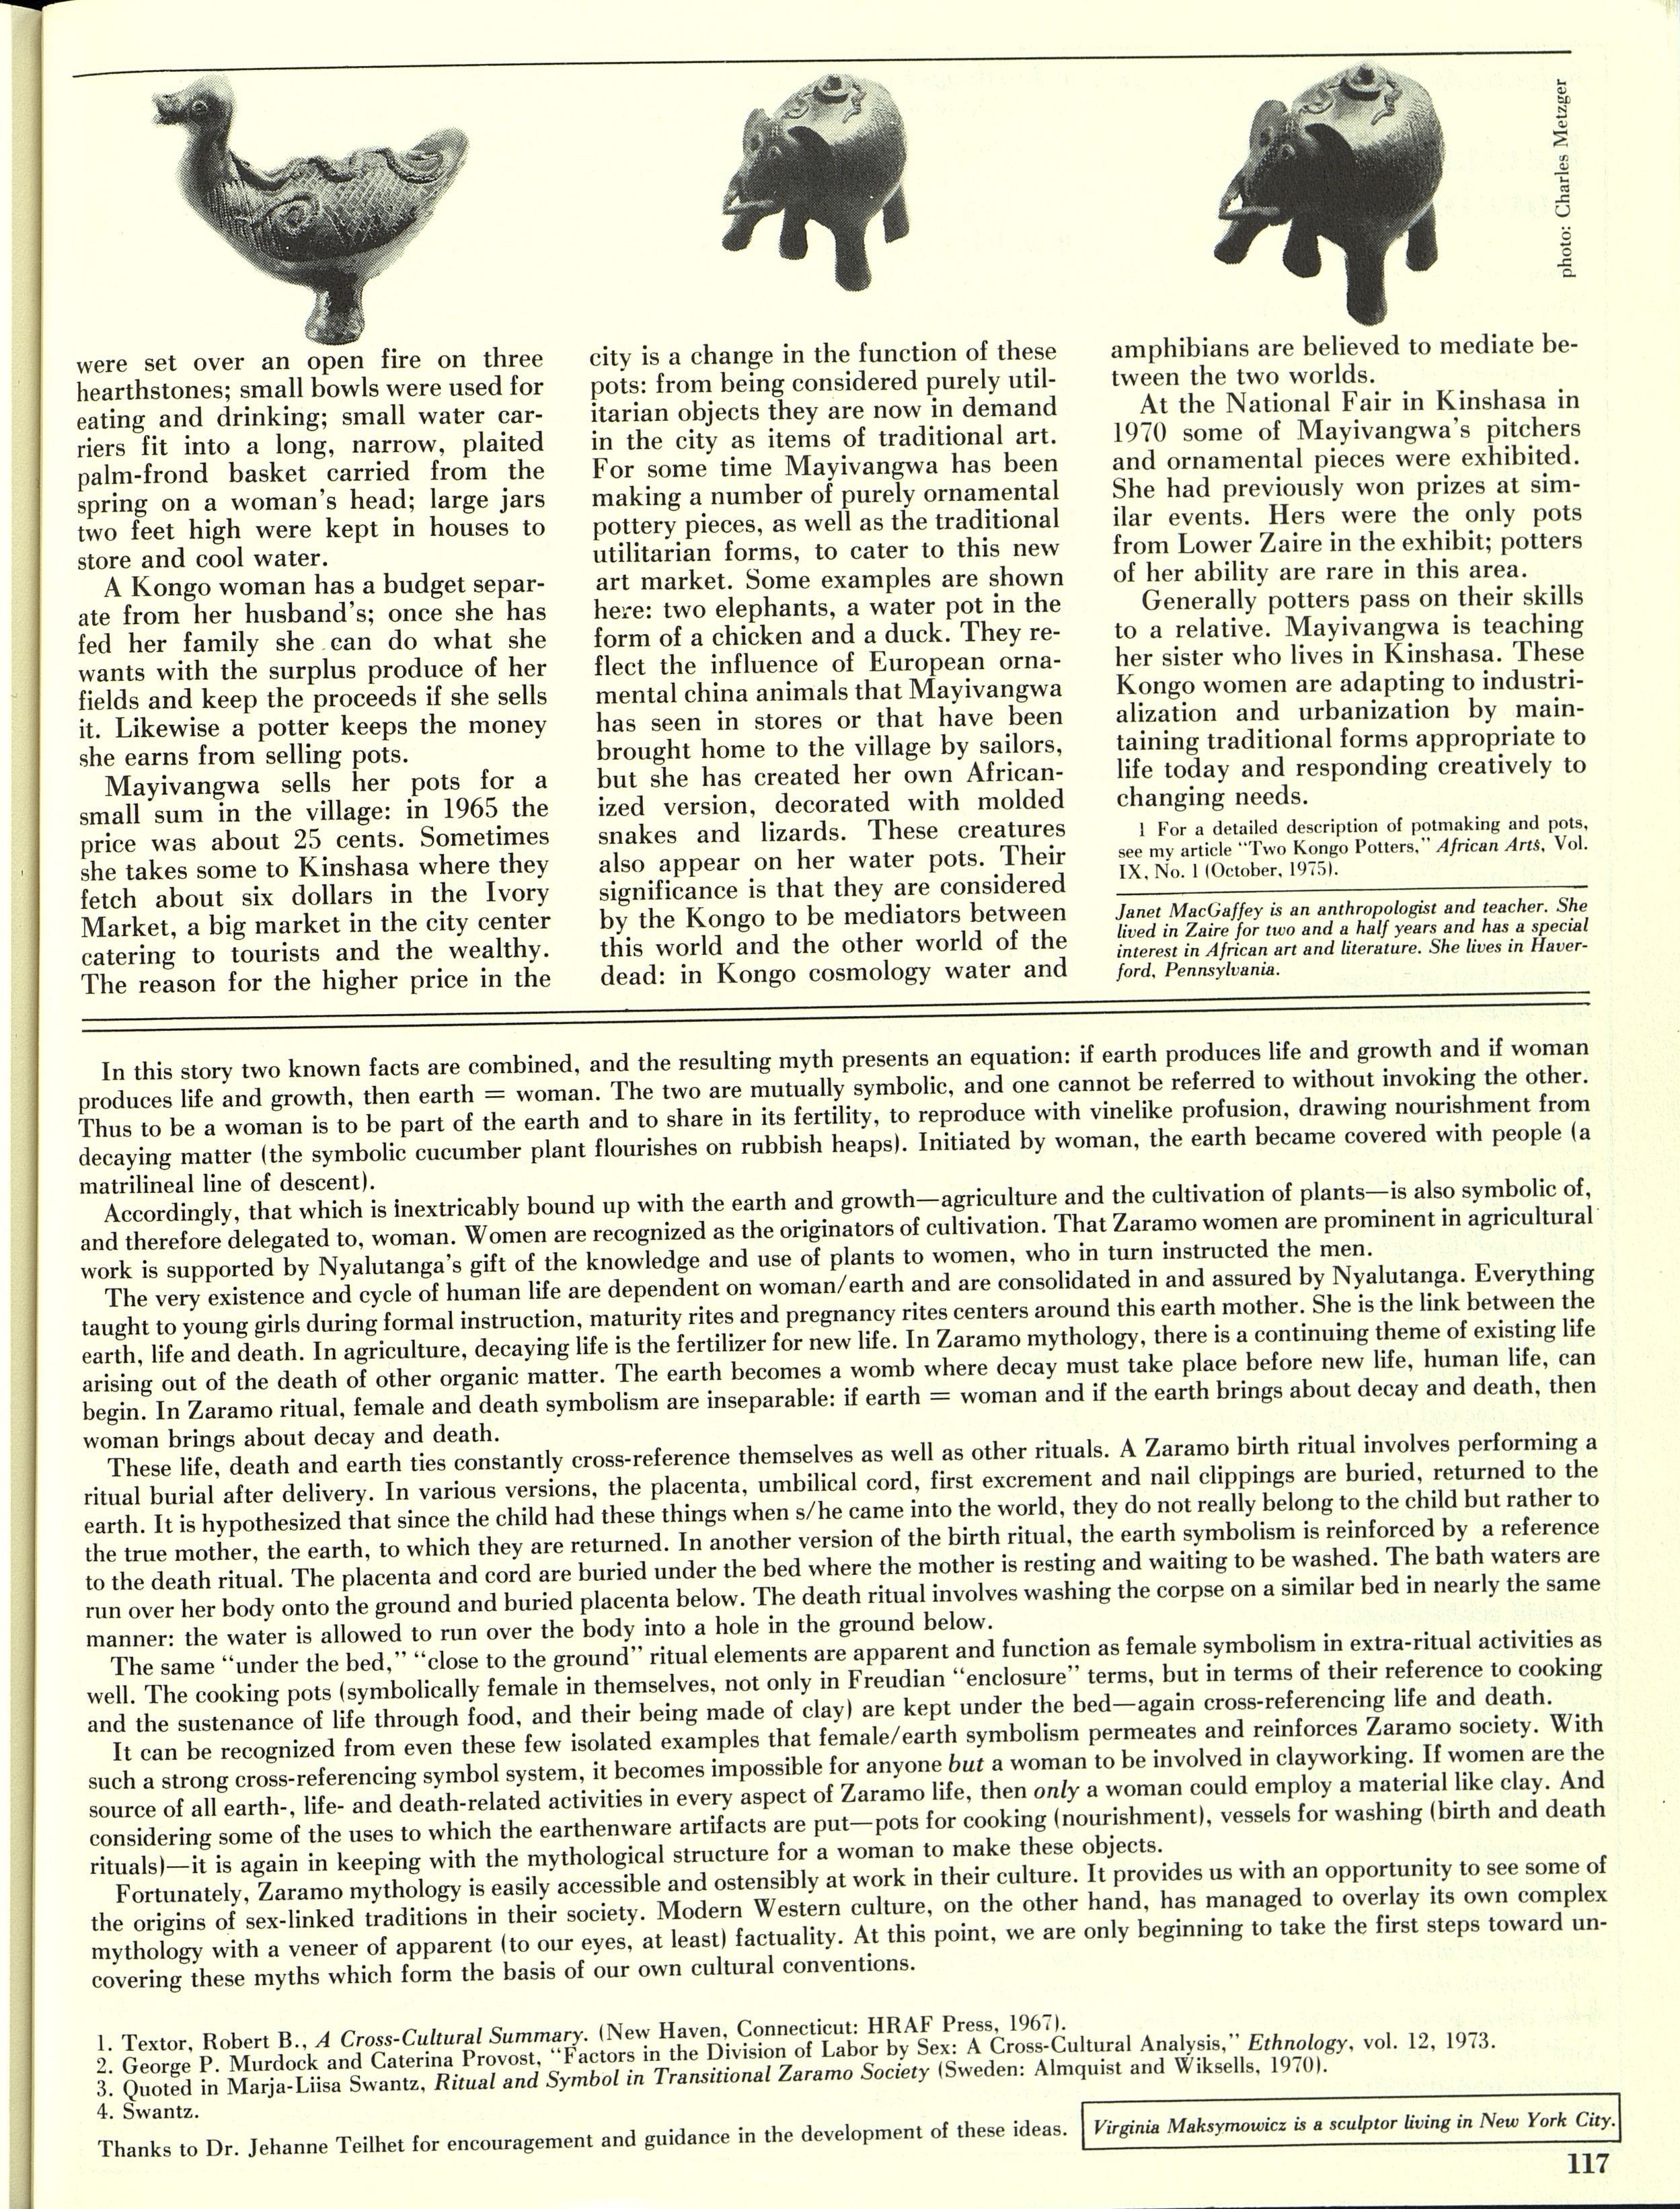 photo: Charles Metzger
were set over an open fire on three
hearthstones; small bowls were used for
eating and drinking; small water car-
riers fit into a long, narrow, plaited
palm-frond basket carried from the
spring on a woman's head; large jars
two feet high were kept in houses to
store and cool water.
A Kongo woman has a budget separ-
ate from her husband's; once she has
fed her family she can do what she
wants with the surplus produce of her
fields and keep the proceeds if she sells
it. Likewise a potter keeps the money
she earns from selling pots.
Mayivangwa sells her pots for a
small sum in the village: in 1965 the
price was about 25 cents. Sometimes
she takes some to Kinshasa where they
fetch about six dollars in the Ivory
Market, a big market in the city center
catering to tourists and the wealthy.
The reason for the higher price in the
city is a change in the function of these
pots: from being considered purely util-
itarian objects they are now in demand
in the city as items of traditional art.
For some time Mayivangwa has been
making a number of purely ornamental
pottery pieces, as well as the traditional
utilitarian forms, to cater to this new
art market. Some examples are shown
here: two elephants, a water pot in the
form of a chicken and a duck. They re-
flect the influence of European orna-
mental china animals that Mayivangwa
has seen in stores or that have been
brought home to the village by sailors,
but she has created her own African-
ized version, decorated with molded
snakes and lizards. These creatures
also appear on her water pots. Their
significance is that they are considered
by the Kongo to be mediators between
this world and the other world of the
dead: in Kongo cosmology water and
amphibians are believed to mediate be-
tween the two worlds.
At the National Fair in Kinshasa in
1970 some of Mayivangwa's pitchers
and ornamental pieces were exhibited.
She had previously won prizes at sim-
ilar events. Hers were the only pots
from Lower Zaire in the exhibit; potters
of her ability are rare in this area.
Generally potters pass on their skills
to a relative. Mayivangwa is teaching
her sister who lives in Kinshasa. These
Kongo women are adapting to industri-
alization and urbanization by main-
taining traditional forms appropriate to
life today and responding creatively to
changing needs.
1 For a detailed description of potmaking and pots,
see my article "Two Kongo Potters," African Arts, Vol.
IX, No. 1 (October, 1975).
Janet MacGaffey is an anthropologist and teacher. She
lived in Zaire for two and a half years and has a special
interest in African art and literature. She lives in Haver-
ford, Pennsylvania.
In this story two known facts are combined, and the resulting myth presents an equation: if earth produces life and growth and if woman
produces life and growth, then earth = woman. The two are mutually symbolic, and one cannot be referred to without invoking the other.
Thus to be a woman is to be part of the earth and to share in its fertility, to reproduce with vinelike profusion, drawing nourishment from
decaying matter (the symbolic cucumber plant flourishes on rubbish heaps). Initiated by woman, the earth became covered with people (a
matrilineal line of descent).
Accordingly, that which is inextricably bound up with the earth and growth—agriculture and the cultivation of plants—is also symbolic of,
and therefore delegated to, woman. Women are recognized as the originators of cultivation. That Zaramo women are prominent in agricultural
work is supported by Nyalutanga's gift of the knowledge and use of plants to women, who in turn instructed the men.
The very existence and cycle of human life are dependent on woman/earth and are consolidated in and assured by Nyalutanga. Everything
taught to young girls during formal instruction, maturity rites and pregnancy rites centers around this earth mother. She is the link between the
earth, life and death. In agriculture, decaying life is the fertilizer for new life. In Zaramo mythology, there is a continuing theme of existing life
arising out of the death of other organic matter. The earth becomes a womb where decay must take place before new life, human life, can
begin. In Zaramo ritual, female and death symbolism are inseparable: if earth = woman and if the earth brings about decay and death, then
woman brings about decay and death.
These life, death and earth ties constantly cross-reference themselves as well as other rituals. A Zaramo birth ritual involves performing a
ritual burial after delivery. In various versions, the placenta, umbilical cord, first excrement and nail clippings are buried, returned to the
earth. It is hypothesized that since the child had these things when s/he came into the world, they do not really belong to the child but rather to
the true mother, the earth, to which they are returned. In another version of the birth ritual, the earth symbolism is reinforced by a reference
to the death ritual. The placenta and cord are buried under the bed where the mother is resting and waiting to be washed. The bath waters are
run over her body onto the ground and buried placenta below. The death ritual involves washing the corpse on a similar bed in nearly the same
manner: the water is allowed to run over the body into a hole in the ground below.
The same "under the bed," "close to the ground" ritual elements are apparent and function as female symbolism in extra-ritual activities as
well. The cooking pots (symbolically female in themselves, not only in Freudian "enclosure" terms, but in terms of their reference to cooking
and the sustenance of life through food, and their being made of clay) are kept under the bed—again cross-referencing life and death.
It can be recognized from even these few isolated examples that female/earth symbolism permeates and reinforces Zaramo society. With
such a strong cross-referencing symbol system, it becomes impossible for anyone but a woman to be involved in clayworking. If women are the
source of all earth-, life- and death-related activities in every aspect of Zaramo life, then only a woman could employ a material like clay. And
considering some of the uses to which the earthenware artifacts are put—pots for cooking (nourishment), vessels for washing (birth and death
rituals)—it is again in keeping with the mythological structure for a woman to make these objects.
Fortunately, Zaramo mythology is easily accessible and ostensibly at work in their culture. It provides us with an opportunity to see some of
the origins of sex-linked traditions in their society. Modern Western culture, on the other hand, has managed to overlay its own complex
mythology with a veneer of apparent (to our eyes, at least) factuality. At this point, we are only beginning to take the first steps toward un-
covering these myths which form the basis of our own cultural conventions.
1. Textor, Robert B., A Cross-Cultural Summary. (New Haven, Connecticut: HRAF Press, 1967).
2. George P. Murdock and Caterina Provost, "Factors in the Division of Labor by Sex: A Cross-Cultural Analysis," Ethnology, vol. 12, 1973.
3. Quoted in Marja-Liisa Swantz, Ritual and Symbol in Transitional Zaramo Society (Sweden: Almquist and Wiksells, 1970).
4. Swantz.
Thanks to Dr. Jehanne Teilhet for encouragement and guidance in the development of these ideas.
Virginia Maksymowicz is a sculptor living in New York City.
117